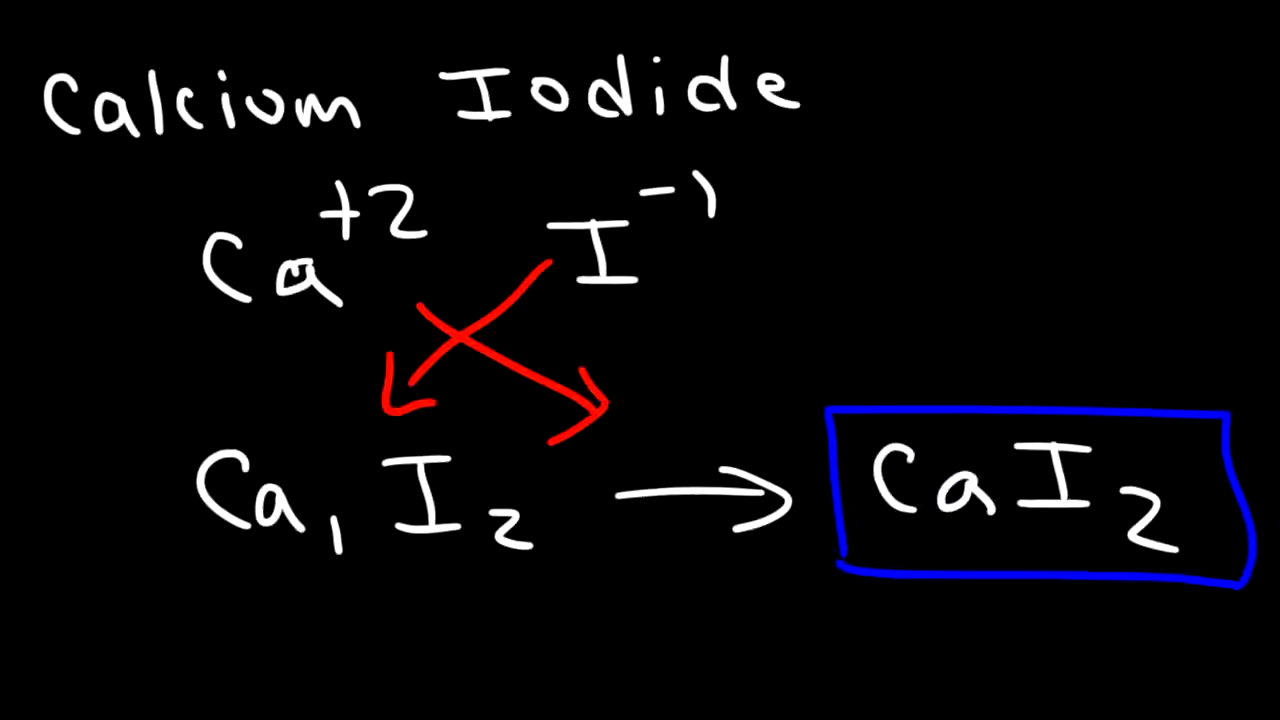 Calcium Iodide
Ca⁺² I⁻¹
Ca₁ I₂ → CaI₂